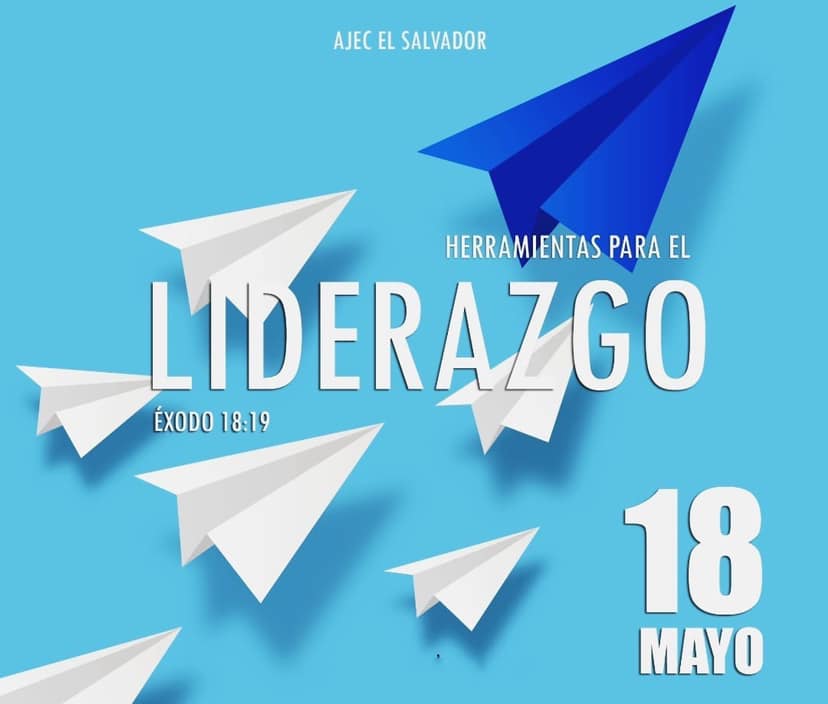 AJEC EL SALVADOR
HERRAMIENTAS PARA EL
LIDERAZGO
ÉXODO 18:19
18
MAYO